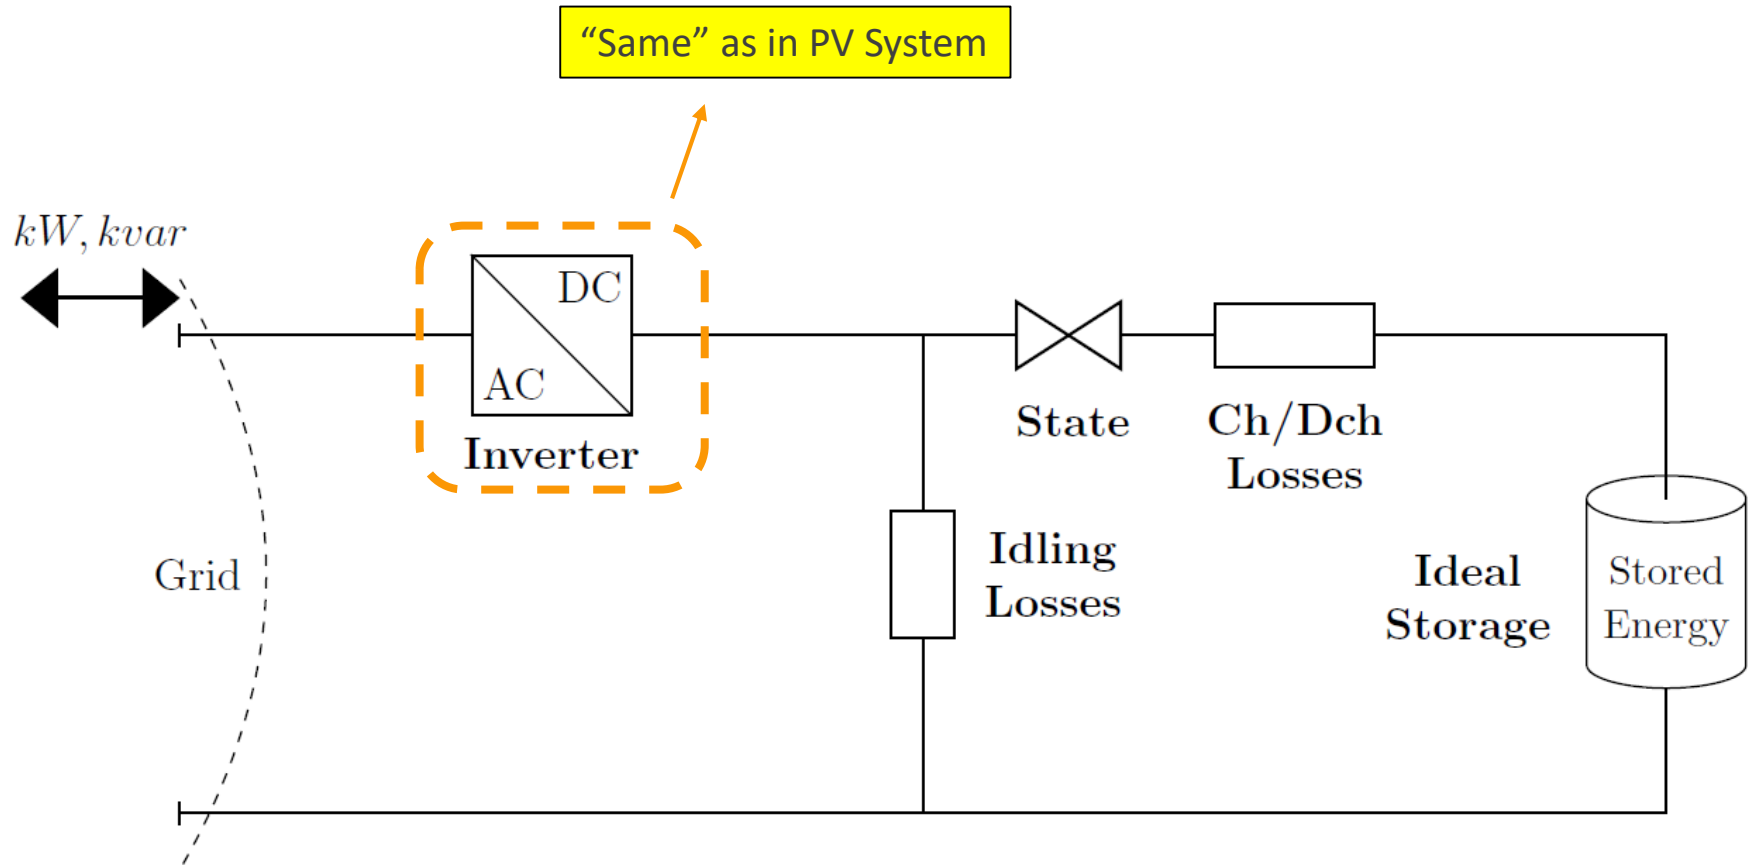 “Same” as in PV System
kW, kvar
DC
AC
Inverter
State
Ch/Dch
Losses
Grid
Idling
Losses
Ideal
Storage
Stored
Energy